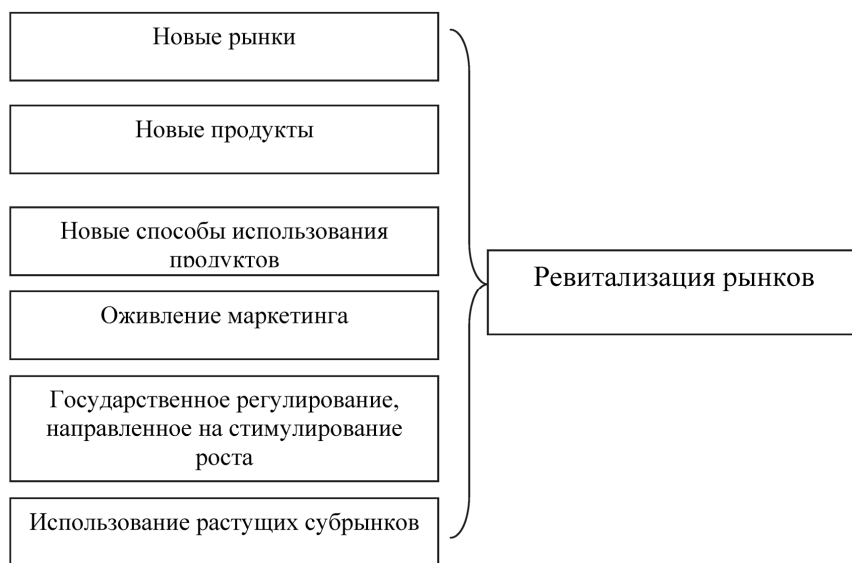 Новые рынки
Новые продукты
Новые способы использования
продуктов
Оживление маркетинга
Государственное регулирование,
направленное на стимулирование
роста
Использование растущих субрынков
Ревитализация рынков